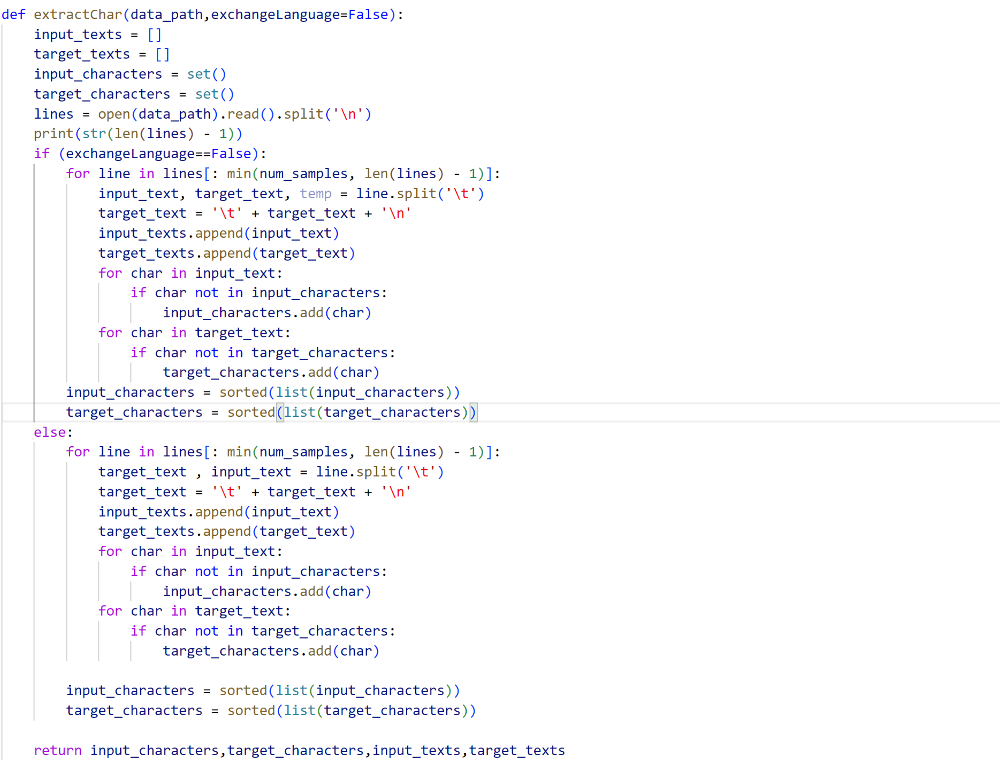 def extractChar(data_path,exchangeLanguage=False):
    input_texts = []
    target_texts = []
    input_characters = set()
    target_characters = set()
    lines = open(data_path).read().split('\n')
    print(str(len(lines) - 1))
    if (exchangeLanguage==False):
        for line in lines[: min(num_samples, len(lines) - 1)]:
            input_text, target_text, temp = line.split('\t')
            target_text = '\t' + target_text + '\n'
            input_texts.append(input_text)
            target_texts.append(target_text)
            for char in input_text:
                if char not in input_characters:
                    input_characters.add(char)
            for char in target_text:
                if char not in target_characters:
                    target_characters.add(char)
        input_characters = sorted(list(input_characters))
        target_characters = sorted(list(target_characters))
    else:
        for line in lines[: min(num_samples, len(lines) - 1)]:
            target_text , input_text = line.split('\t')
            target_text = '\t' + target_text + '\n'
            input_texts.append(input_text)
            target_texts.append(target_text)
            for char in input_text:
                if char not in input_characters:
                    input_characters.add(char)
            for char in target_text:
                if char not in target_characters:
                    target_characters.add(char)

        input_characters = sorted(list(input_characters))
        target_characters = sorted(list(target_characters))

    return input_characters,target_characters,input_texts,target_texts